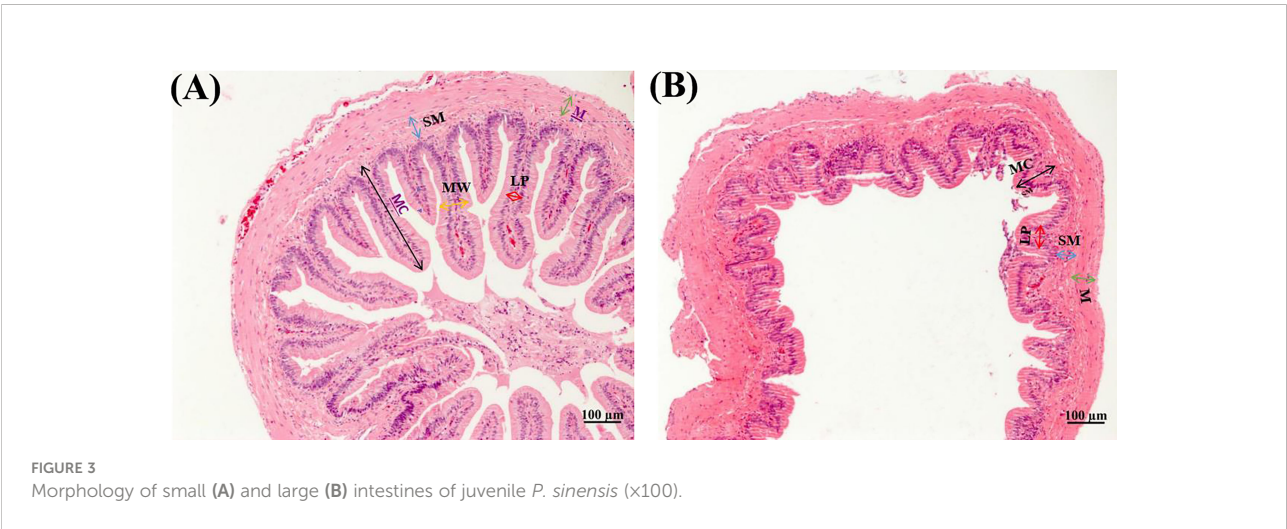 (A)
SM
M
MC
MW
LP
100 µm
(B)
MC
LP
SM
M
100 µm
FIGURE 3
Morphology of small (A) and large (B) intestines of juvenile P. sinensis (×100).